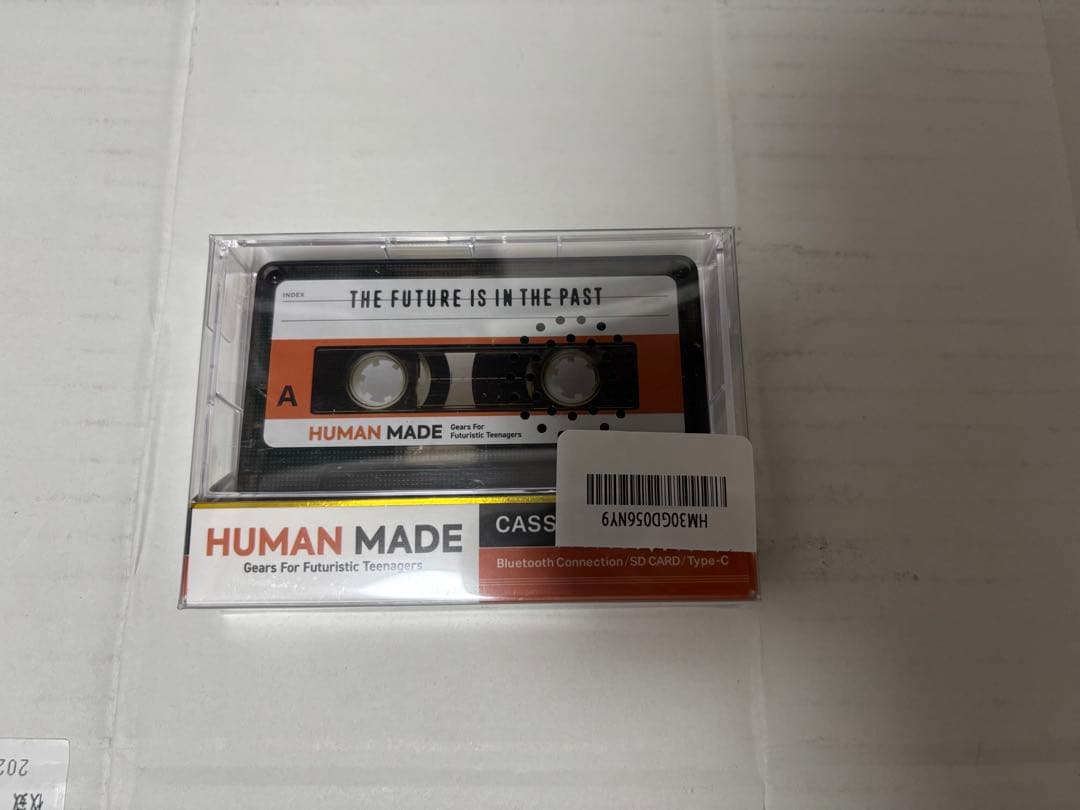 INDEX
THE FUTURE IS IN THE PAST
A
HUMAN MADE
Gears For
Futuristic Teenagers
HM30GD056NY9
HUMAN MADE
Gears For Futuristic Teenagers
CASS
Bluetooth Connection/SD CARD/Type-C
202